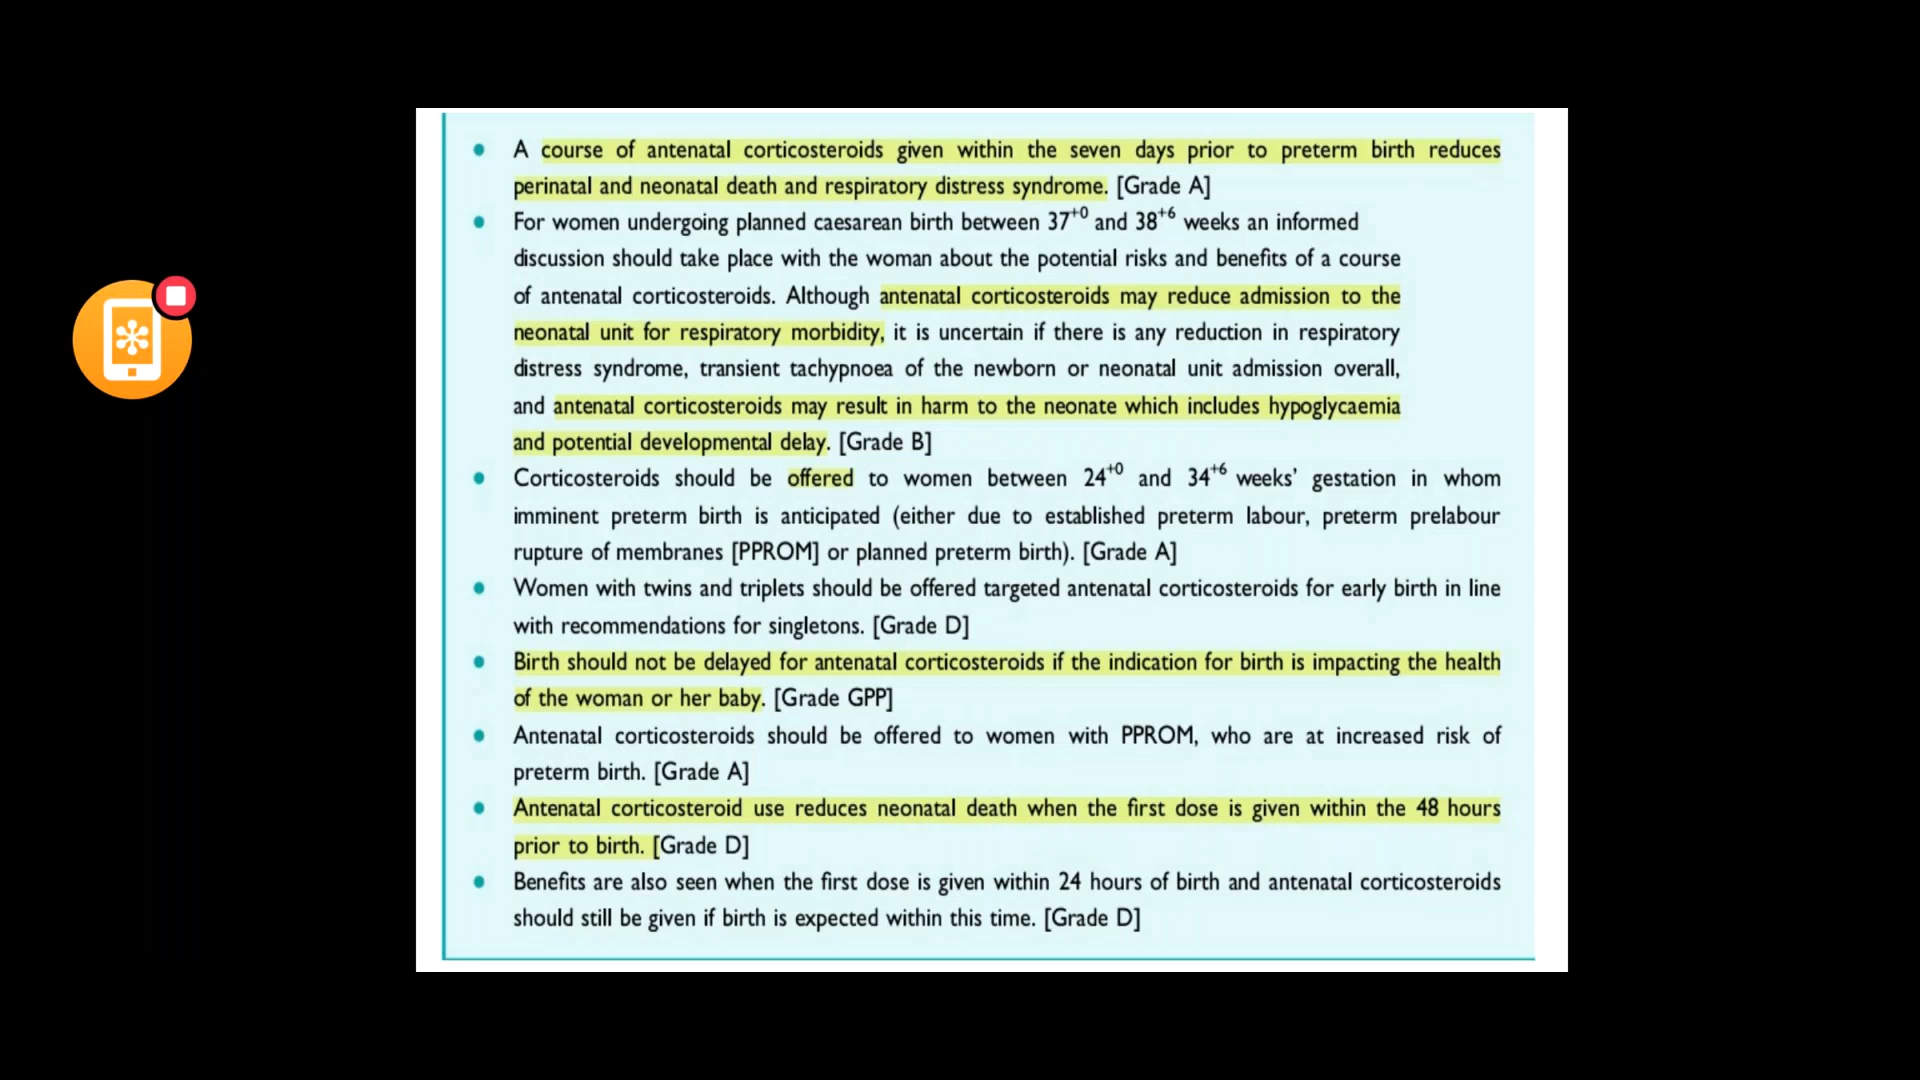 • A course of antenatal corticosteroids given within the seven days prior to preterm birth reduces
perinatal and neonatal death and respiratory distress syndrome. [Grade A]
• For women undergoing planned caesarean birth between 37⁺⁰ and 38⁺⁶ weeks an informed
discussion should take place with the woman about the potential risks and benefits of a course
of antenatal corticosteroids. Although antenatal corticosteroids may reduce admission to the
neonatal unit for respiratory morbidity, it is uncertain if there is any reduction in respiratory
distress syndrome, transient tachypnoea of the newborn or neonatal unit admission overall,
and antenatal corticosteroids may result in harm to the neonate which includes hypoglycaemia
and potential developmental delay. [Grade B]
• Corticosteroids should be offered to women between 24⁺⁰ and 34⁺⁶ weeks’ gestation in whom
imminent preterm birth is anticipated (either due to established preterm labour, preterm prelabour
rupture of membranes [PPROM] or planned preterm birth). [Grade A]
• Women with twins and triplets should be offered targeted antenatal corticosteroids for early birth in line
with recommendations for singletons. [Grade D]
• Birth should not be delayed for antenatal corticosteroids if the indication for birth is impacting the health
of the woman or her baby. [Grade GPP]
• Antenatal corticosteroids should be offered to women with PPROM, who are at increased risk of
preterm birth. [Grade A]
• Antenatal corticosteroid use reduces neonatal death when the first dose is given within the 48 hours
prior to birth. [Grade D]
• Benefits are also seen when the first dose is given within 24 hours of birth and antenatal corticosteroids
should still be given if birth is expected within this time. [Grade D]